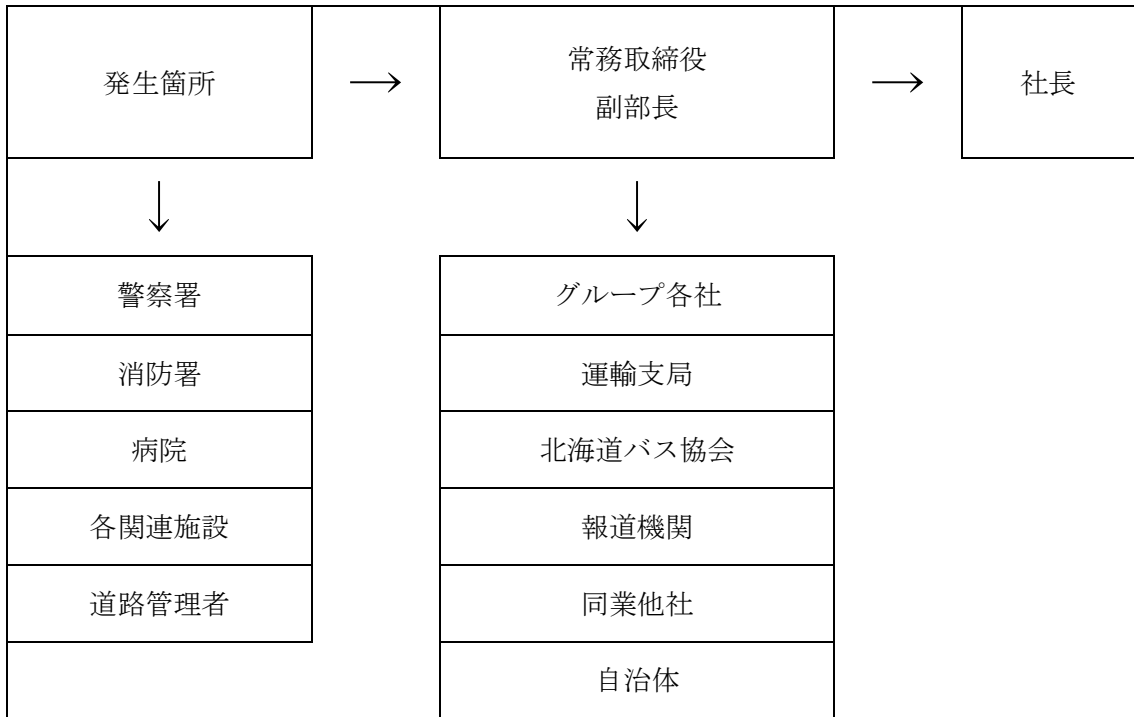 発生箇所
→
常務取締役
副部長
→
社長
↓
↓
警察署
消防署
病院
各関連施設
道路管理者
グループ各社
運輸支局
北海道バス協会
報道機関
同業他社
自治体